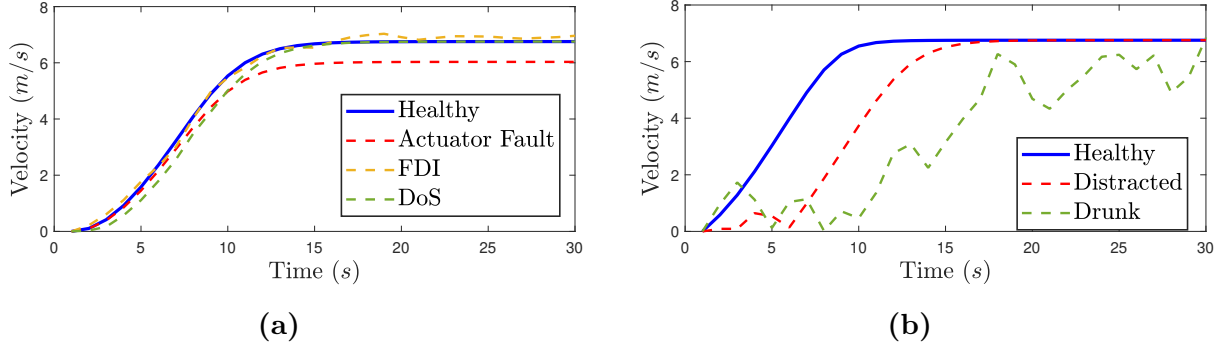 8
6
4
2
0
Velocity (m/s)
Healthy
Actuator Fault
FDI
DoS
0 5 10 15 20 25 30
Time (s)
(a)
8
6
4
2
0
Velocity (m/s)
Healthy
Distracted
Drunk
0 5 10 15 20 25 30
Time (s)
(b)